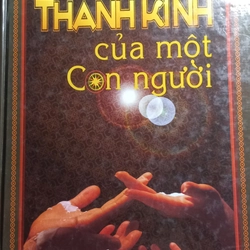 THÁNH KINH
của một
Con người